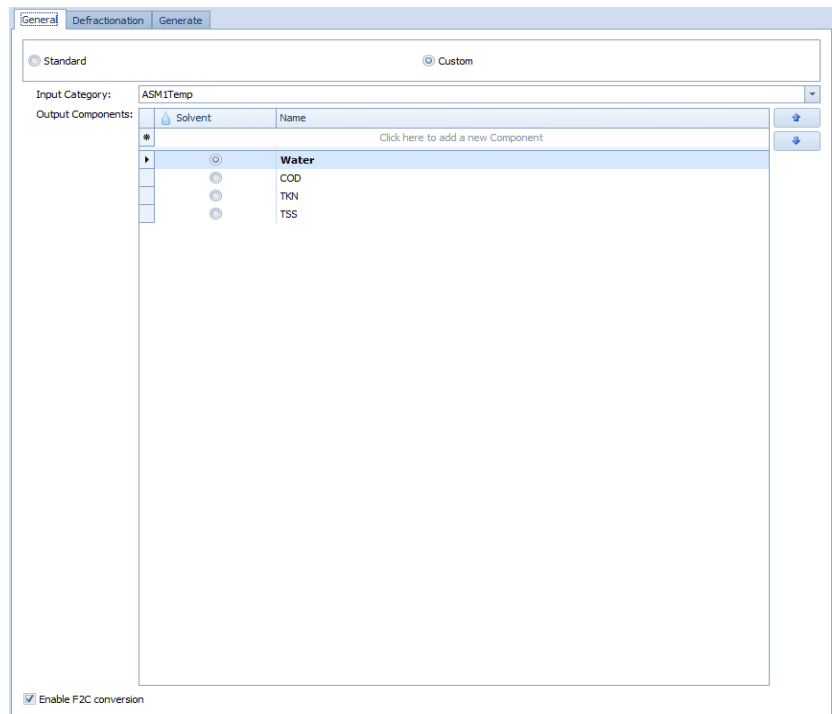 General Defractionation Generate
Standard Custom
Input Category: ASM1Temp
Output Components: Solvent Name
Click here to add a new Component
Water
COD
TKN
TSS
Enable F2C conversion